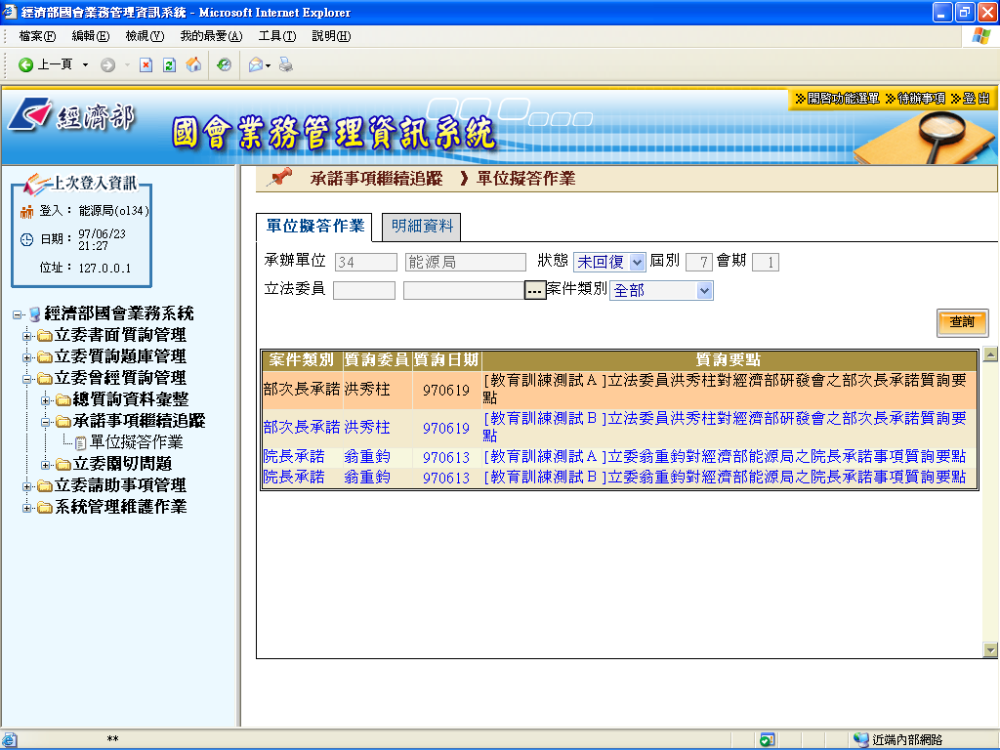 經濟部國會業務管理資訊系統 - Microsoft Internet Explorer
檔案(F) 編輯(E) 檢視(V) 我的最愛(A) 工具(T) 說明(H)
上一頁
開啓功能選單 待辦事項 登 出
經濟部
國會業務管理資訊系統
上次登入資訊
登入： 能源局(o134)
日期： 97/06/23
21:27
位址： 127.0.0.1
經濟部國會業務系統
立委書面質詢管理
立委質詢題庫管理
立委曾經質詢管理
總質詢資料彙整
承諾事項繼續追蹤
單位擬答作業
立委關切問題
立委請助事項管理
系統管理維護作業
承諾事項繼續追蹤 》單位擬答作業
單位擬答作業 明細資料
承辦單位 34 能源局 狀態 未回復 屆別 7 會期 1
立法委員 ... 案件類別 全部
查詢
案件類別 質詢委員 質詢日期 質詢要點
部次長承諾 洪秀柱 970619 [教育訓練測試A]立法委員洪秀柱對經濟部研發會之部次長承諾質詢要
點
部次長承諾 洪秀柱 970619 [教育訓練測試B]立法委員洪秀柱對經濟部研發會之部次長承諾質詢要
點
院長承諾 翁重鈞 970613 [教育訓練測試A]立委翁重鈞對經濟部能源局之院長承諾事項質詢要點
院長承諾 翁重鈞 970613 [教育訓練測試B]立委翁重鈞對經濟部能源局之院長承諾事項質詢要點
** 近端內部網路